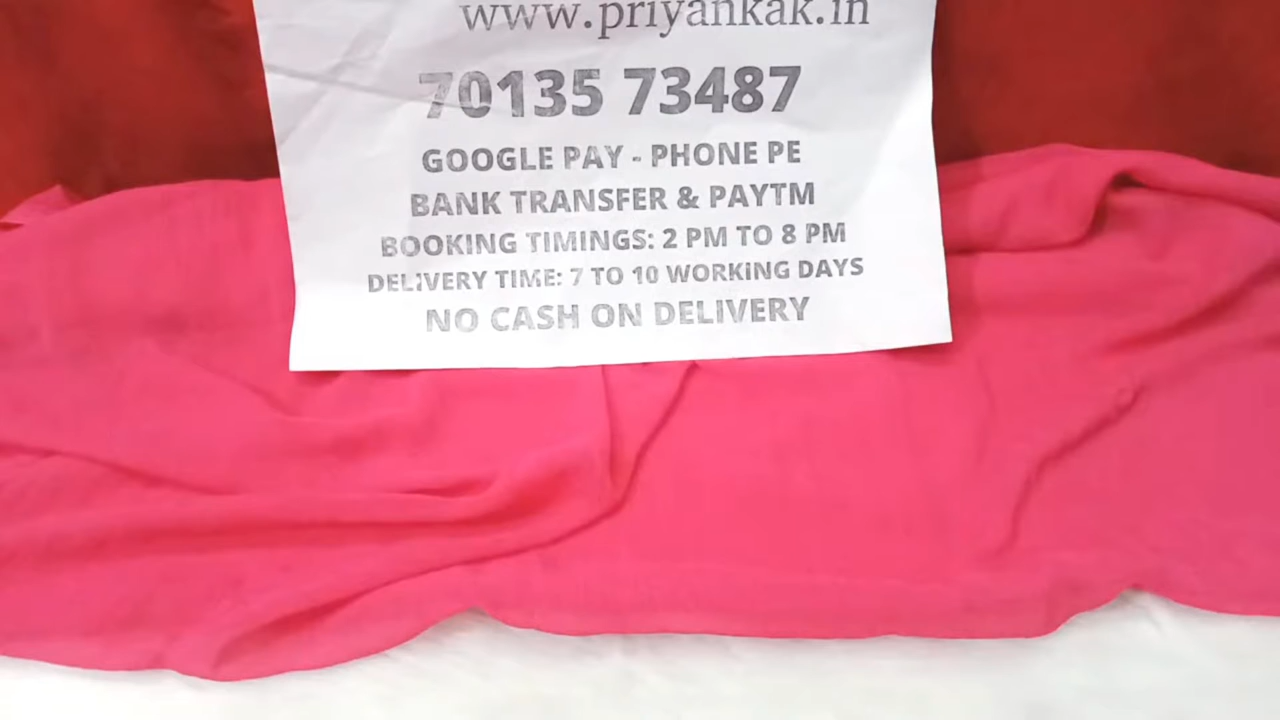 www.priyankak.in
70135 73487
GOOGLE PAY - PHONE PE
BANK TRANSFER & PAYTM
BOOKING TIMINGS: 2 PM TO 8 PM
DELIVERY TIME: 7 TO 10 WORKING DAYS
NO CASH ON DELIVERY